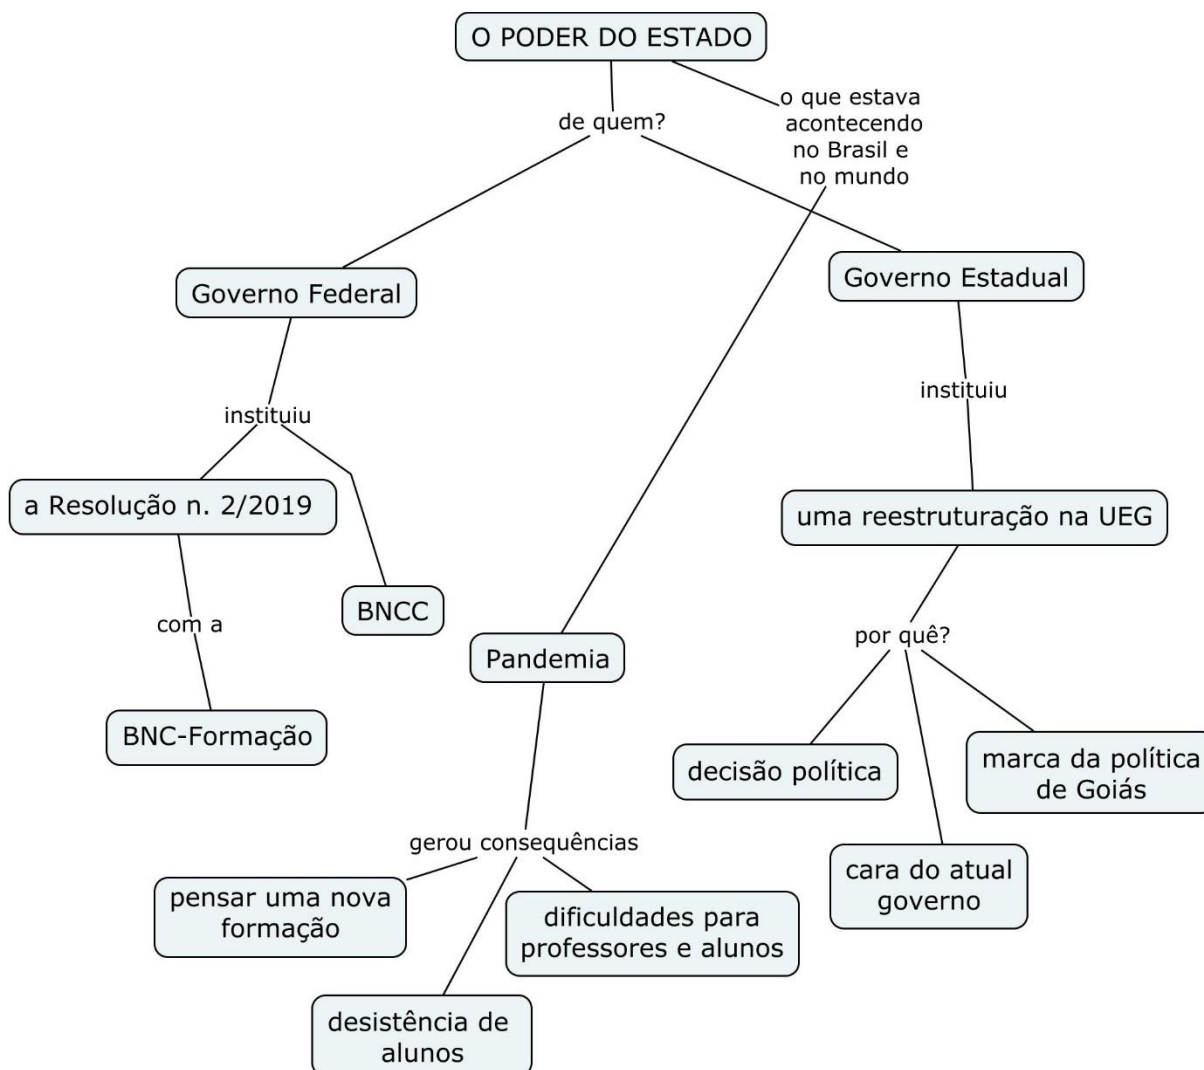 O PODER DO ESTADO
de quem?
o que estava
acontecendo
no Brasil e
no mundo
Governo Federal
Governo Estadual
instituiu
instituiu
a Resolução n. 2/2019
uma reestruturação na UEG
BNCC
com a
por quê?
Pandemia
BNC-Formação
decisão política
marca da política
de Goiás
gerou consequências
cara do atual
governo
pensar uma nova
formação
dificuldades para
professores e alunos
desistência de
alunos